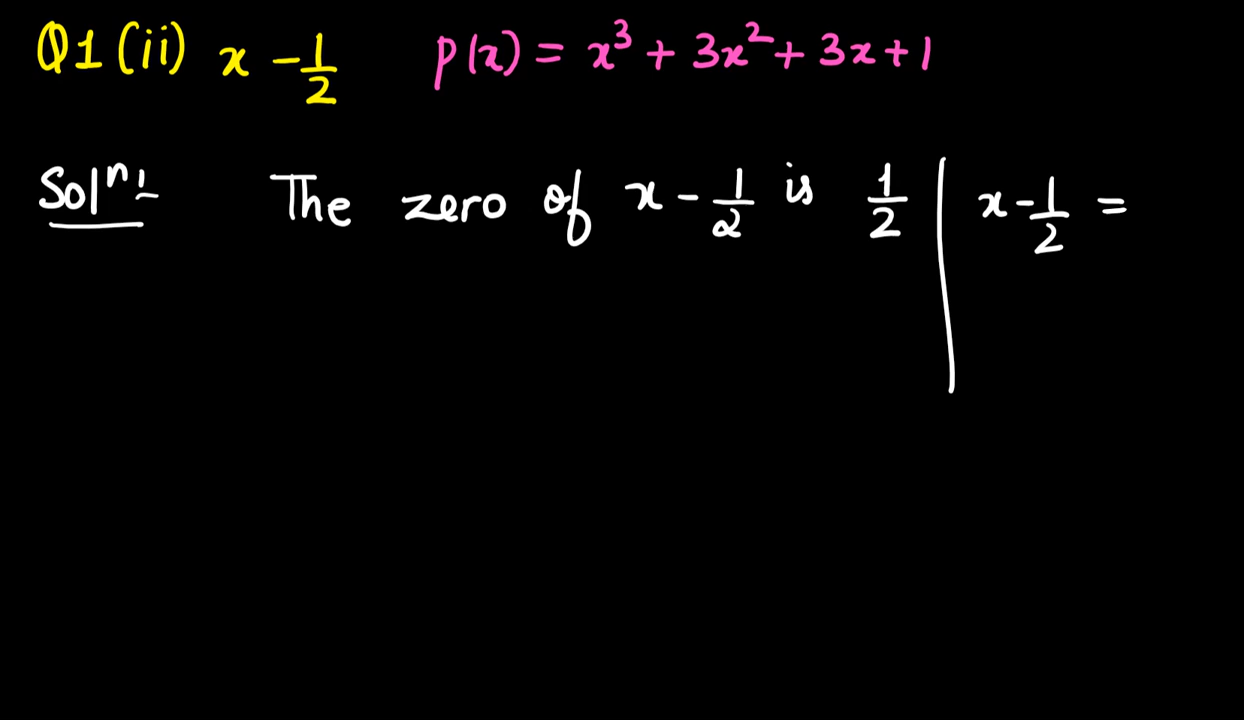 Q1 (ii) x - 1/2 p(x) = x³ + 3x² + 3x + 1
Solⁿ:- The zero of x - 1/2 is 1/2 | x - 1/2 =